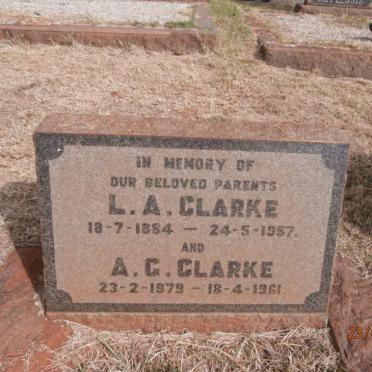 IN MEMORY OF
OUR BELOVED PARENTS
L. A. CLARKE
18-7-1884 — 24-5-1957.
AND
A. G. CLARKE
23-2-1879 — 18-4-1961.